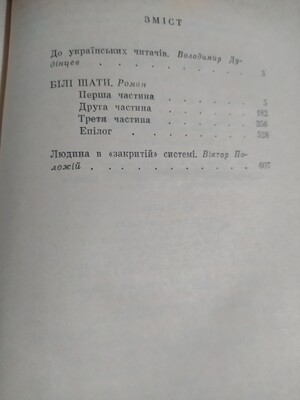 ЗМІСТ
До українських читачів. Володимир Ду-
дінцев . . . . . . . . . . 3
БІЛІ ШАТИ. Роман
Перша частина . . . . . . 5
Друга частина . . . . . . 182
Третя частина . . . . . . 356
Епілог . . . . . . . . 528
Людина в «закритій» системі. Віктор По-
ложій . . . . . . . . . . 607